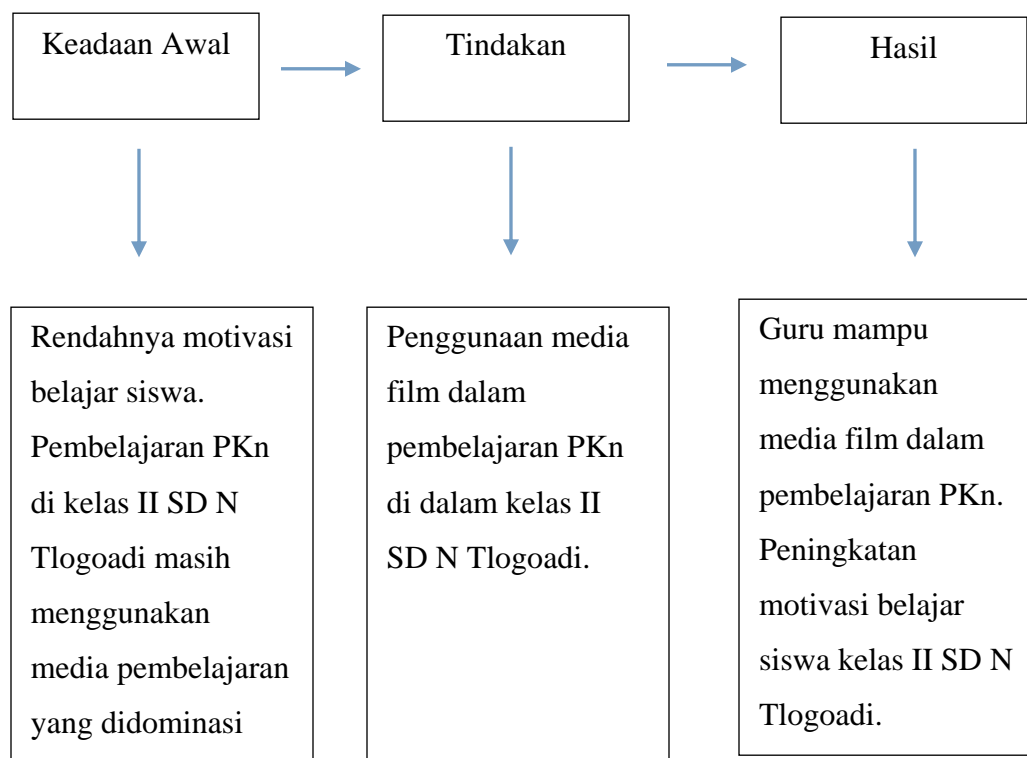 Keadaan Awal
Tindakan
Hasil
Rendahnya motivasi
belajar siswa.
Pembelajaran PKn
di kelas II SD N
Tlogoadi masih
menggunakan
media pembelajaran
yang didominasi
Penggunaan media
film dalam
pembelajaran PKn
di dalam kelas II
SD N Tlogoadi.
Guru mampu
menggunakan
media film dalam
pembelajaran PKn.
Peningkatan
motivasi belajar
siswa kelas II SD N
Tlogoadi.